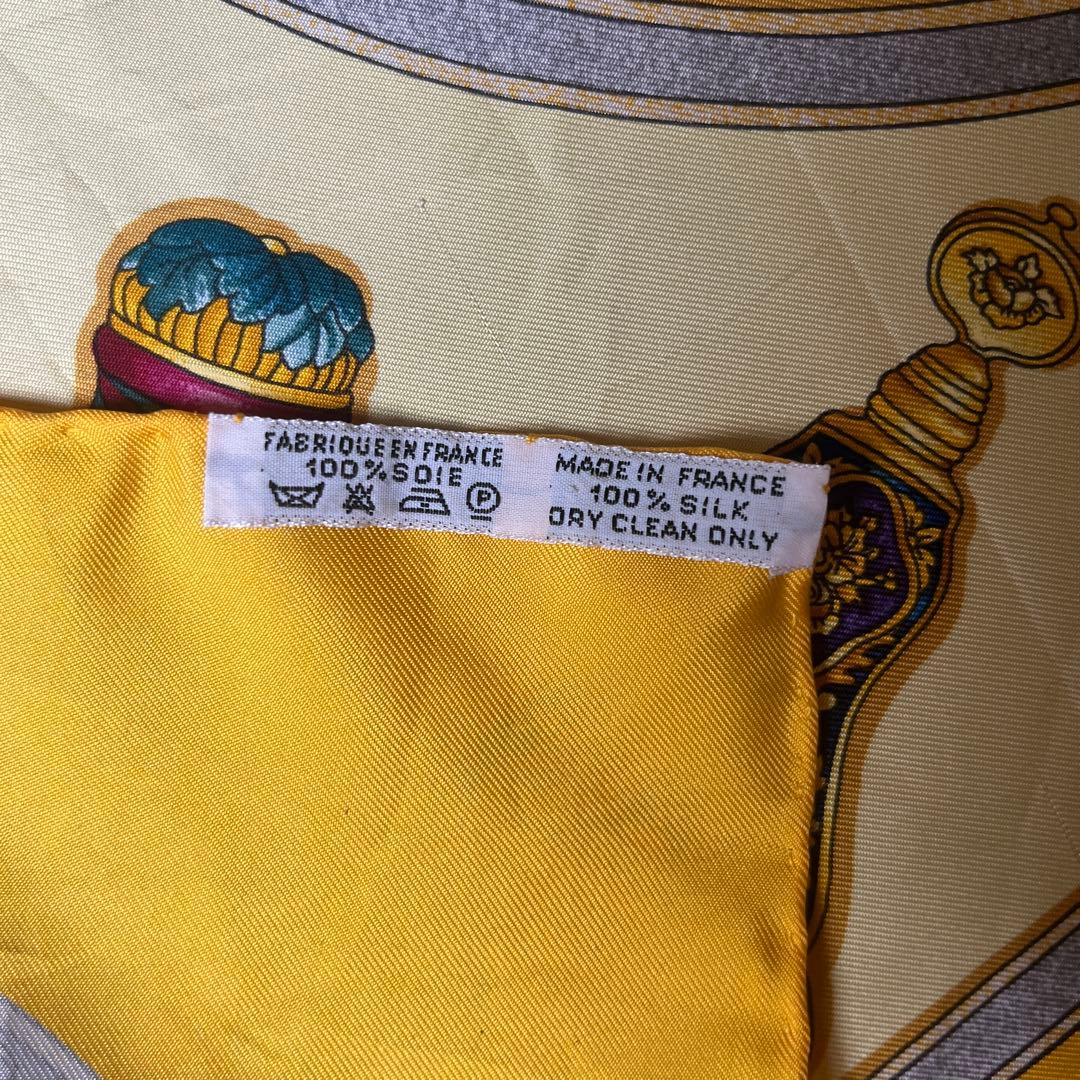 FABRIQUE EN FRANCE
100% SOIE
P
MADE IN FRANCE
100% SILK
DRY CLEAN ONLY